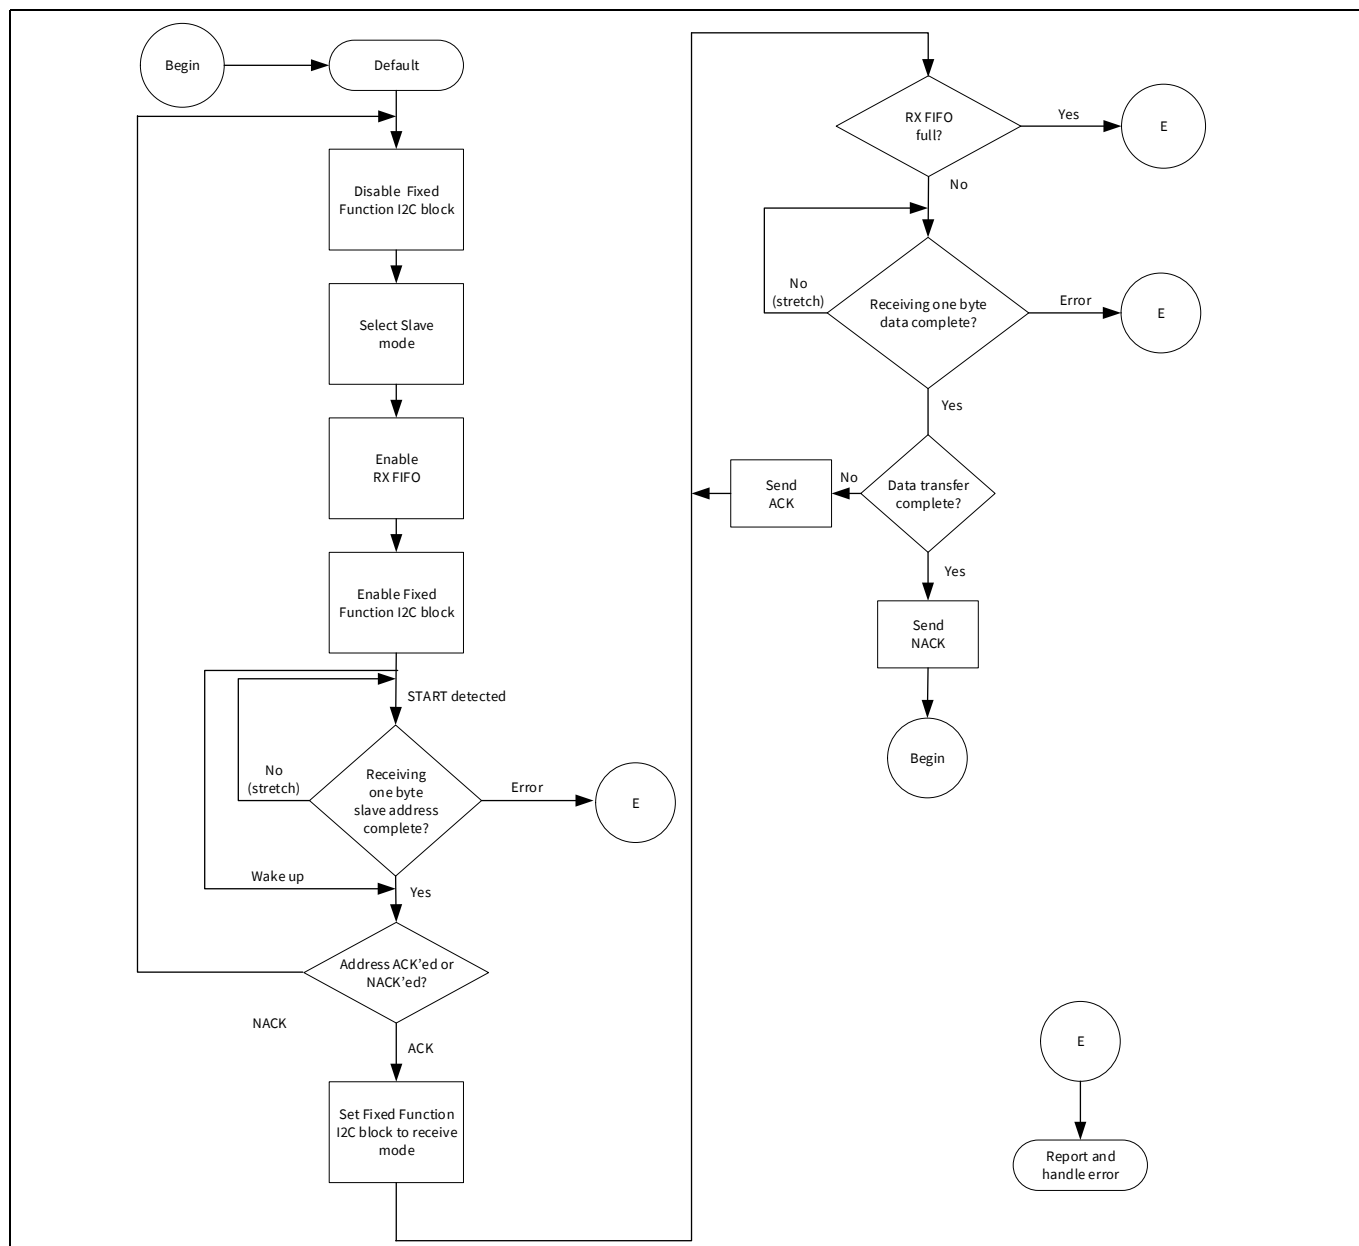 Begin
Default
Disable Fixed
Function I2C block
Select Slave
mode
Enable
RX FIFO
Enable Fixed
Function I2C block
START detected
No
(stretch)
Receiving
one byte
slave address
complete?
Error
E
Wake up
Yes
Address ACK'ed or
NACK'ed?
NACK
ACK
Set Fixed Function
I2C block to receive
mode
RX FIFO
full?
Yes
E
No
No
(stretch)
Receiving one byte
data complete?
Error
E
Yes
Data transfer
complete?
No
Send
ACK
Yes
Send
NACK
Begin
E
Report and
handle error